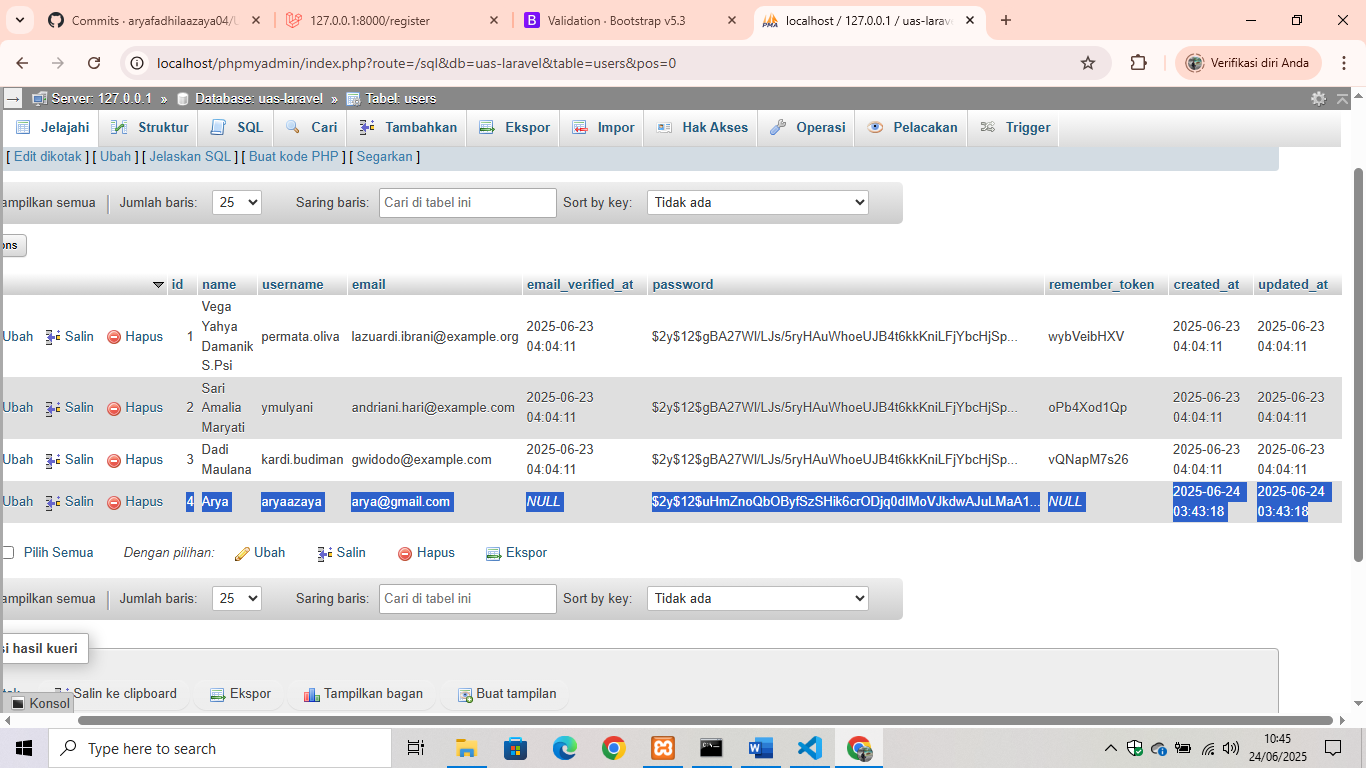 Commits · aryafadhilaazaya04/U
127.0.0.1:8000/register
Validation · Bootstrap v5.3
localhost / 127.0.0.1 / uas-larave
localhost/phpmyadmin/index.php?route=/sql&db=uas-laravel&table=users&pos=0
Verifikasi diri Anda
Server: 127.0.0.1 » Database: uas-laravel » Tabel: users
Jelajahi Struktur SQL Cari Tambahkan Ekspor Impor Hak Akses Operasi Pelacakan Trigger
[ Edit dikotak ] [ Ubah ] [ Jelaskan SQL ] [ Buat kode PHP ] [ Segarkan ]
ampilkan semua Jumlah baris: 25 Saring baris: Cari di tabel ini Sort by key: Tidak ada
ons
id name username email email_verified_at password remember_token created_at updated_at
Ubah Salin Hapus 1 Vega Yahya Damanik S.Psi permata.oliva lazuardi.ibrani@example.org 2025-06-23 04:04:11 $2y$12$gBA27Wl/LJs/5ryHAuWhoeUJB4t6kkKniLFjYbcHjSp... wybVeibHXV 2025-06-23 04:04:11 2025-06-23 04:04:11
Ubah Salin Hapus 2 Sari Amalia Maryati ymulyani andriani.hari@example.com 2025-06-23 04:04:11 $2y$12$gBA27Wl/LJs/5ryHAuWhoeUJB4t6kkKniLFjYbcHjSp... oPb4Xod1Qp 2025-06-23 04:04:11 2025-06-23 04:04:11
Ubah Salin Hapus 3 Dadi Maulana kardi.budiman gwidodo@example.com 2025-06-23 04:04:11 $2y$12$gBA27Wl/LJs/5ryHAuWhoeUJB4t6kkKniLFjYbcHjSp... vQNapM7s26 2025-06-23 04:04:11 2025-06-23 04:04:11
Ubah Salin Hapus 4 Arya aryaazaya arya@gmail.com NULL $2y$12$uHmZnoQbOByfSzSHik6crODjq0dIMoVJkdwAJuLMaA1... NULL 2025-06-24 03:43:18 2025-06-24 03:43:18
Pilih Semua Dengan pilihan: Ubah Salin Hapus Ekspor
ampilkan semua Jumlah baris: 25 Saring baris: Cari di tabel ini Sort by key: Tidak ada
si hasil kueri
Salin ke clipboard Ekspor Tampilkan bagan Buat tampilan
Konsol
Type here to search
10:45
24/06/2025